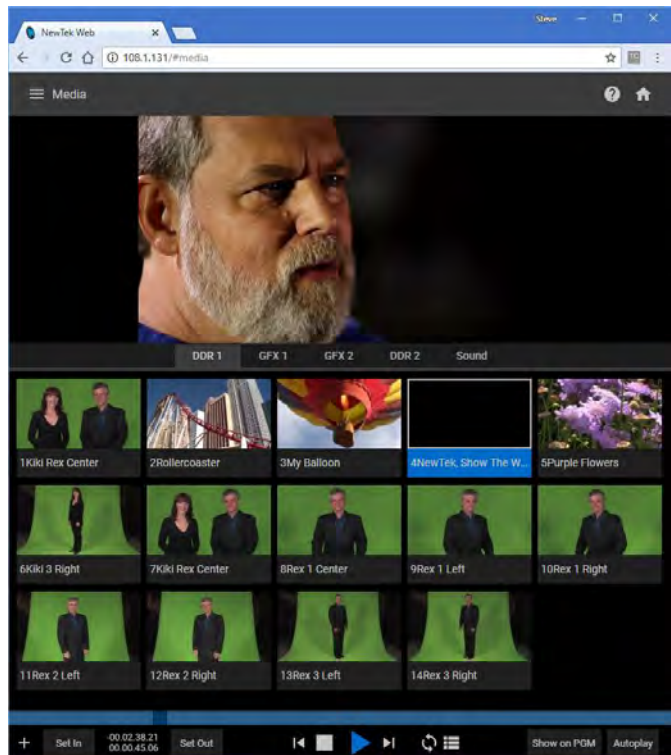 Steve
NewTek Web
108.1.131/#media
Media
DDR 1 GFX 1 GFX 2 DDR 2 Sound
1Kiki Rex Center 2Rollercoaster 3My Balloon 4NewTek, Show The W... 5Purple Flowers
6Kiki 3 Right 7Kiki Rex Center 8Rex 1 Center 9Rex 1 Left 10Rex 1 Right
11Rex 2 Left 12Rex 2 Right 13Rex 3 Left 14Rex 3 Right
Set In -00.02.38.21 Set Out Show on PGM Autoplay
00.00.45.06